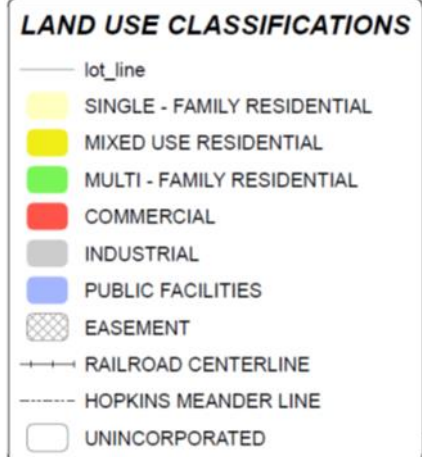 LAND USE CLASSIFICATIONS
lot_line
SINGLE - FAMILY RESIDENTIAL
MIXED USE RESIDENTIAL
MULTI - FAMILY RESIDENTIAL
COMMERCIAL
INDUSTRIAL
PUBLIC FACILITIES
EASEMENT
RAILROAD CENTERLINE
HOPKINS MEANDER LINE
UNINCORPORATED